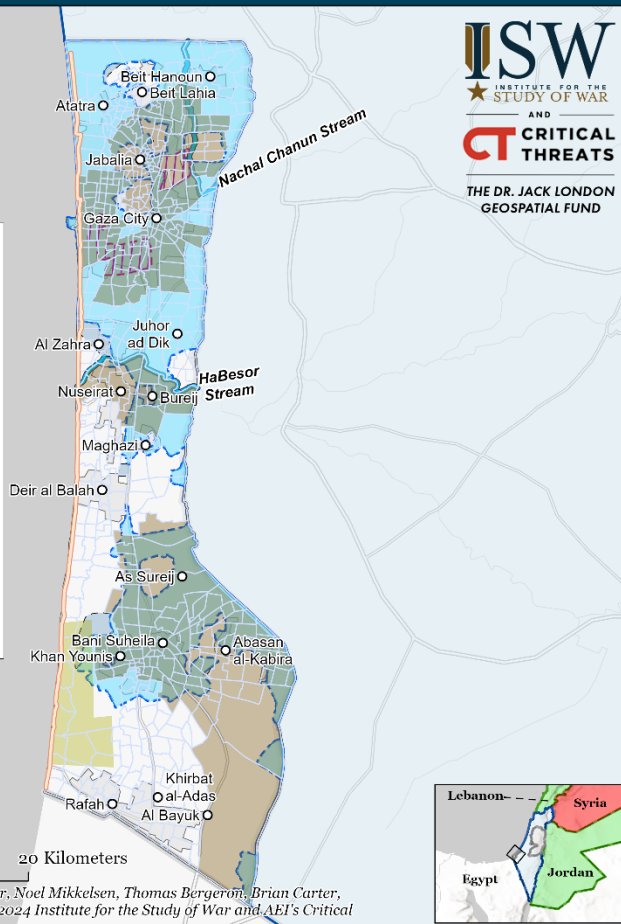 ISW
INSTITUTE FOR THE
STUDY OF WAR
AND
CT CRITICAL
THREATS
THE DR. JACK LONDON
GEOSPATIAL FUND
Beit Hanoun
Beit Lahia
Atatra
Jabalia
Nachal Chanun Stream
Gaza City
Juhor
ad Dik
Al Zahra
HaBesor
Stream
Nuseirat
Bureij
Maghazi
Deir al Balah
As Sureij
Bani Suheila
Abasan
al-Kabira
Khan Younis
Khirbat
al-Adas
Rafah
Al Bayuk
Lebanon
Syria
Egypt
Jordan
20 Kilometers
r, Noel Mikkelsen, Thomas Bergeron, Brian Carter,
2024 Institute for the Study of War and AEI's Critical